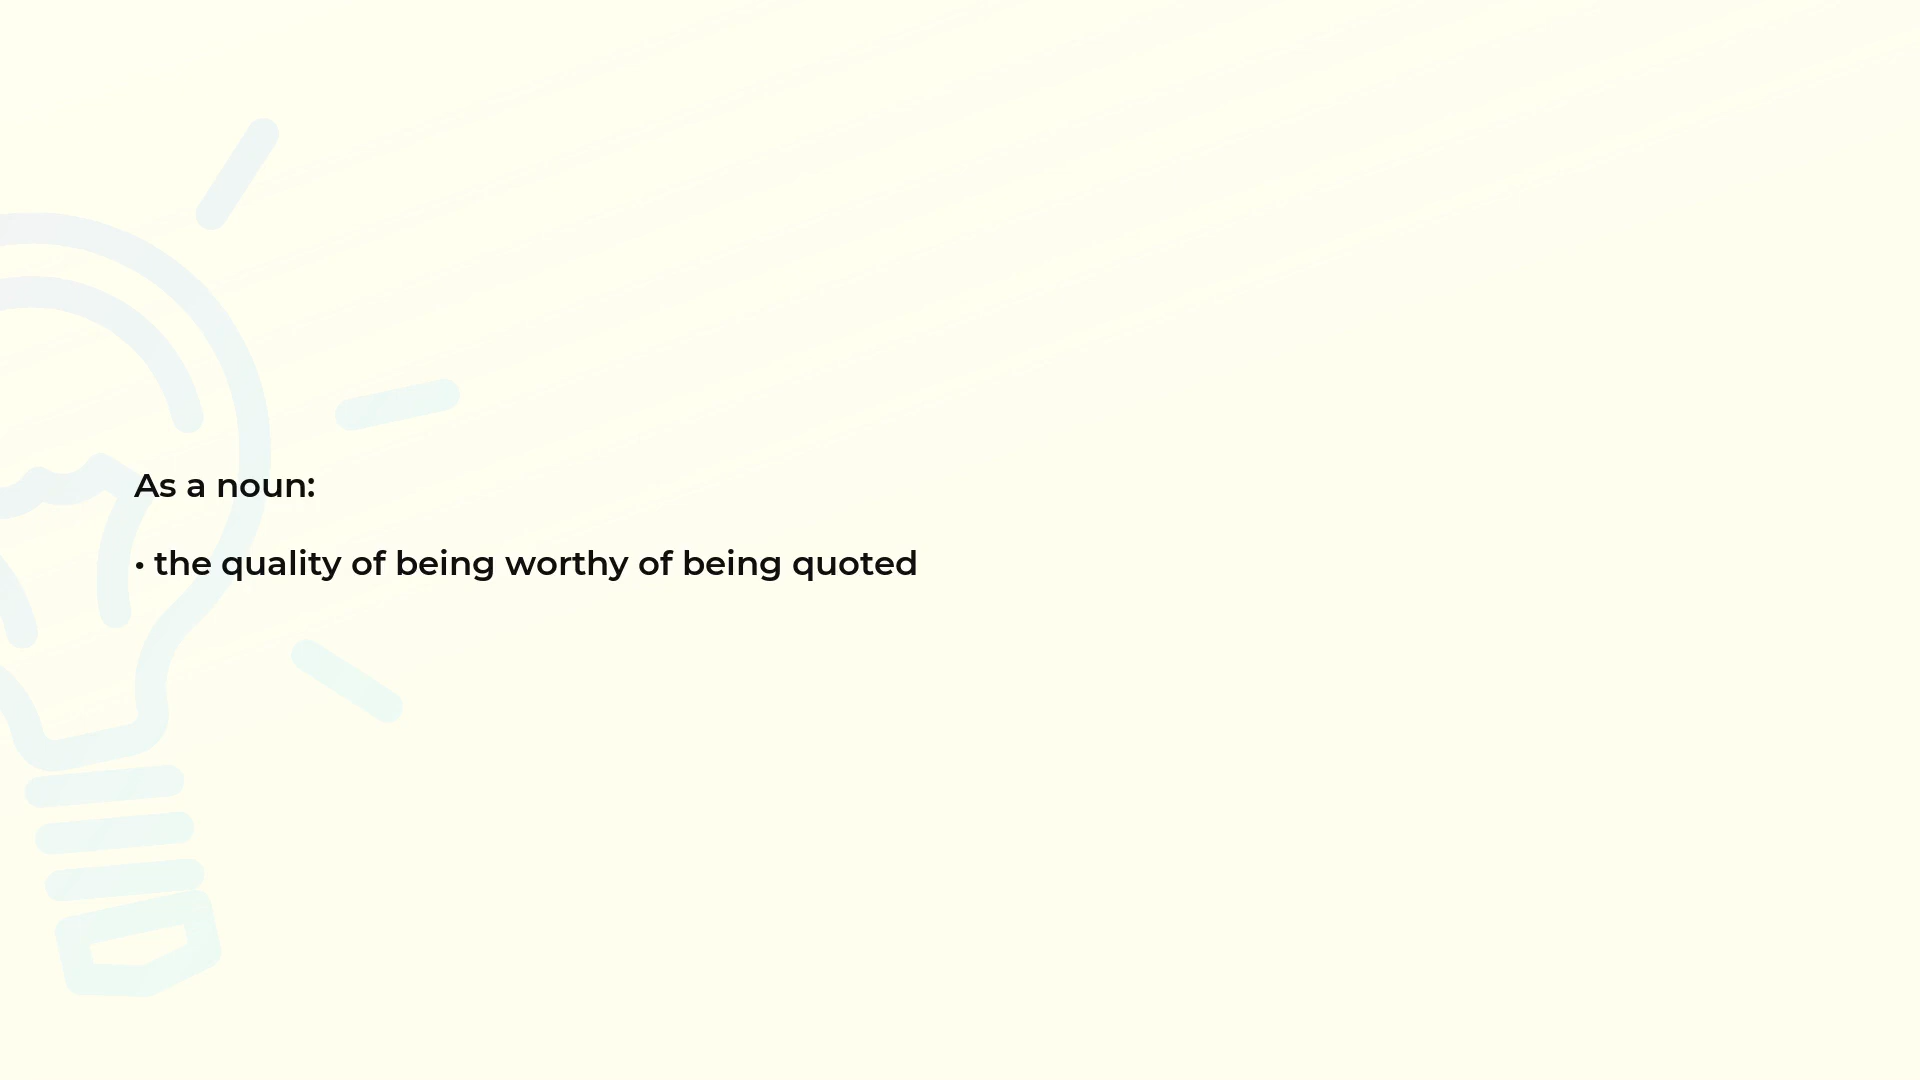 As a noun:
• the quality of being worthy of being quoted